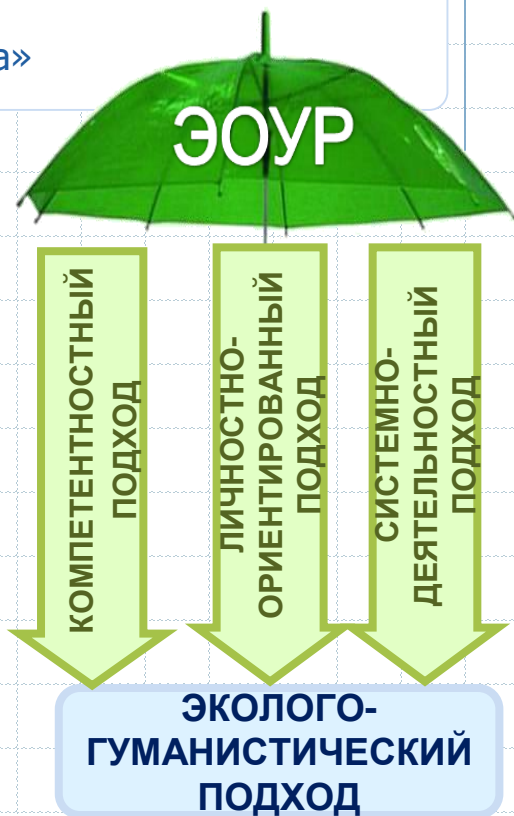 а»
ЭОУР
КОМПЕТЕНТНОСТНЫЙ
ПОДХОД
ЛИЧНОСТНО-
ОРИЕНТИРОВАННЫЙ
ПОДХОД
СИСТЕМНО-
ДЕЯТЕЛЬНОСТНЫЙ
ПОДХОД
ЭКОЛОГО-
ГУМАНИСТИЧЕСКИЙ
ПОДХОД